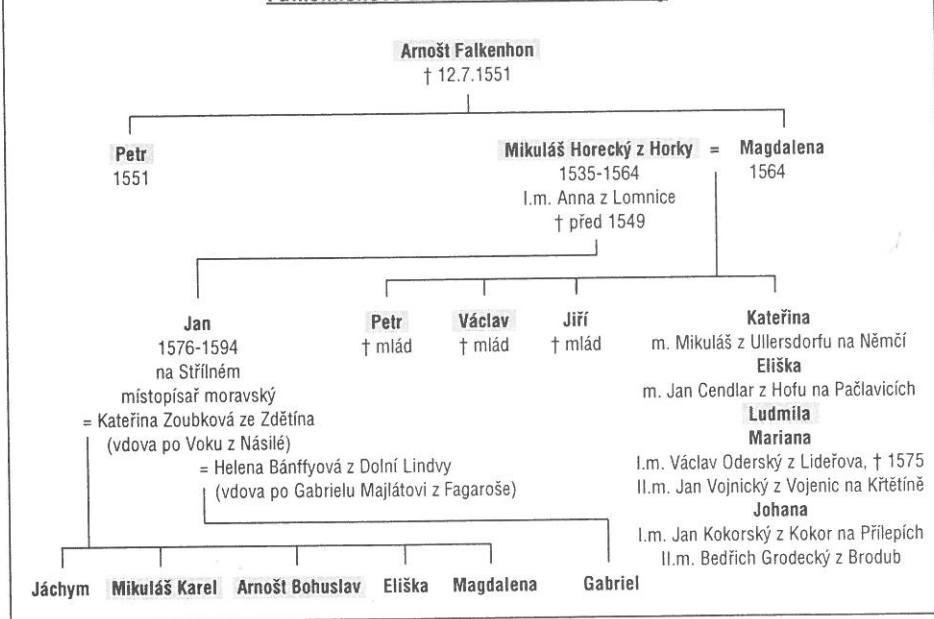 Arnošt Falkenhon
† 12.7.1551
Petr
1551
Mikuláš Horecký z Horky = Magdalena
1535-1564
1564
I.m. Anna z Lomnice
† před 1549
Jan
1576-1594
na Střílném
místopísař moravský
= Kateřina Zoubková ze Zdětína
(vdova po Voku z Násilé)
= Helena Bánffyová z Dolní Lindvy
(vdova po Gabrielu Majlátovi z Fagaroše)
Petr
† mlád
Václav
† mlád
Jiří
† mlád
Kateřina
m. Mikuláš z Ullersdorfu na Němčí
Eliška
m. Jan Cendlar z Hofu na Pačlavicích
Ludmila
Mariana
I.m. Václav Oderský z Lideřova, † 1575
II.m. Jan Vojnický z Vojenic na Křtětíně
Johana
I.m. Jan Kokorský z Kokor na Přílepích
II.m. Bedřich Grodecký z Brodub
Jáchym
Mikuláš Karel
Arnošt Bohuslav
Eliška
Magdalena
Gabriel